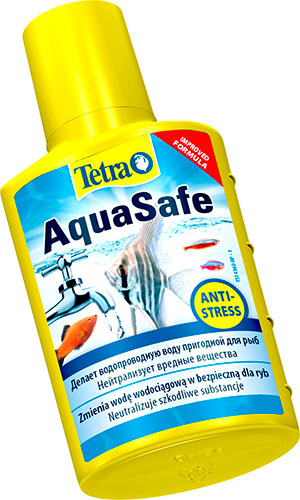 IMPROVED
FORMULA
Tetra
AquaSafe
ANTI-
STRESS
Делает водопроводную воду пригодной для рыб
Нейтрализует вредные вещества
Zmienia wodę wodociągową w bezpieczną dla ryb
Neutralizuje szkodliwe substancje